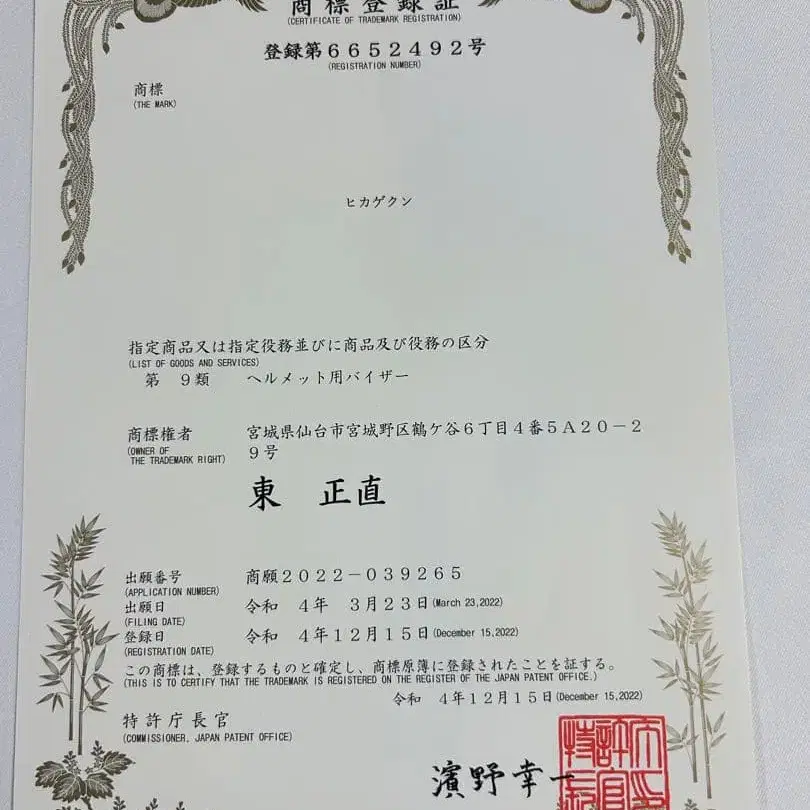 商標登録証
(CERTIFICATE OF TRADEMARK REGISTRATION)
登録第6652492号
(REGISTRATION NUMBER)
商標
(THE MARK)
ヒカゲクン
指定商品又は指定役務並びに商品及び役務の区分
(LIST OF GOODS AND SERVICES)
第 9類 ヘルメット用バイザー
商標権者 宮城県仙台市宮城野区鶴ケ谷6丁目4番5A20-2
(OWNER OF THE TRADEMARK RIGHT) 9号
東 正直
出願番号 商願2022-039265
(APPLICATION NUMBER)
出願日 令和 4年 3月23日(March 23,2022)
(FILING DATE)
登録日 令和 4年12月15日(December 15,2022)
(REGISTRATION DATE)
この商標は、登録するものと確定し、商標原簿に登録されたことを証する。
(THIS IS TO CERTIFY THAT THE TRADEMARK IS REGISTERED ON THE REGISTER OF THE JAPAN PATENT OFFICE.)
令和 4年12月15日(December 15,2022)
特許庁長官
(COMMISSIONER, JAPAN PATENT OFFICE)
濱野幸一